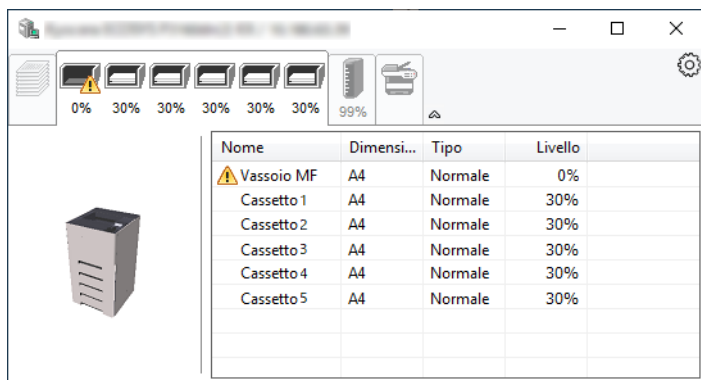 0% 30% 30% 30% 30% 30% 99%
Nome Dimensi... Tipo Livello
Vassoio MF A4 Normale 0%
Cassetto 1 A4 Normale 30%
Cassetto 2 A4 Normale 30%
Cassetto 3 A4 Normale 30%
Cassetto 4 A4 Normale 30%
Cassetto 5 A4 Normale 30%